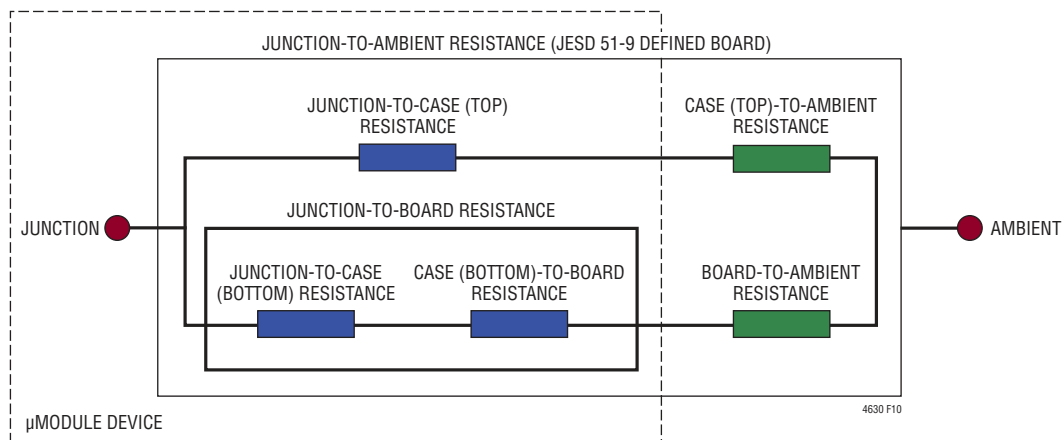 JUNCTION-TO-AMBIENT RESISTANCE (JESD 51-9 DEFINED BOARD)
JUNCTION-TO-CASE (TOP)
RESISTANCE
CASE (TOP)-TO-AMBIENT
RESISTANCE
JUNCTION-TO-BOARD RESISTANCE
JUNCTION
AMBIENT
JUNCTION-TO-CASE
(BOTTOM) RESISTANCE
CASE (BOTTOM)-TO-BOARD
RESISTANCE
BOARD-TO-AMBIENT
RESISTANCE
4630 F10
µMODULE DEVICE